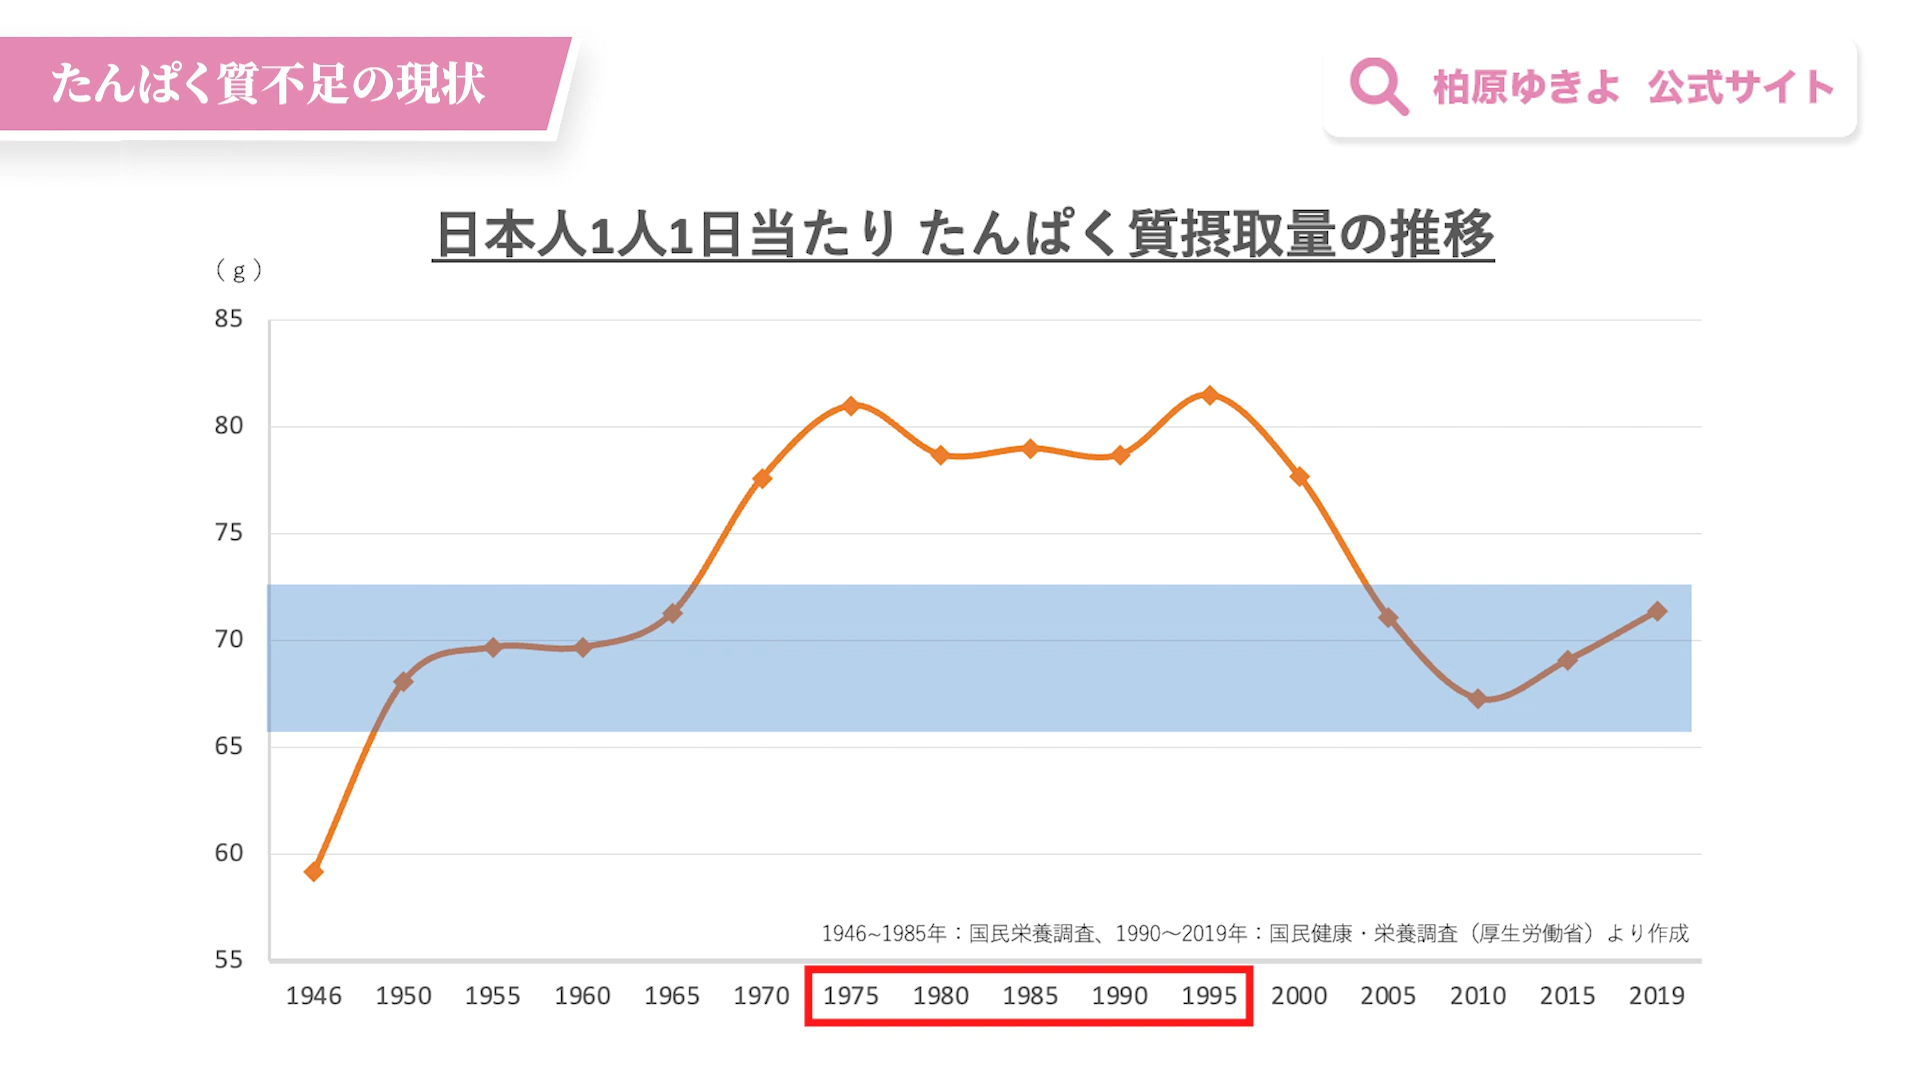 たんぱく質不足の現状
柏原ゆきよ 公式サイト
日本人1人1日当たり たんぱく質摂取量の推移
（g）
85
80
75
70
65
60
55
1946~1985年：国民栄養調査、1990～2019年：国民健康・栄養調査（厚生労働省）より作成
1946 1950 1955 1960 1965 1970 1975 1980 1985 1990 1995 2000 2005 2010 2015 2019